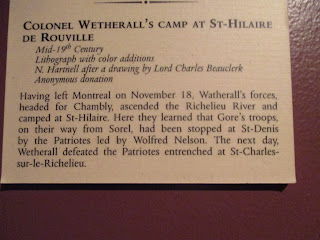 Colonel Wetherall's camp at St-Hilaire
de Rouville
Mid-19th Century
Lithograph with color additions
N. Hartnell after a drawing by Lord Charles Beauclerk
Anonymous donation
Having left Montreal on November 18, Watherall's forces,
headed for Chambly, ascended the Richelieu River and
camped at St-Hilaire. Here they learned that Gore's troops,
on their way from Sorel, had been stopped at St-Denis
by the Patriotes led by Wolfred Nelson. The next day,
Wetherall defeated the Patriotes entrenched at St-Charles-
sur-le-Richelieu.